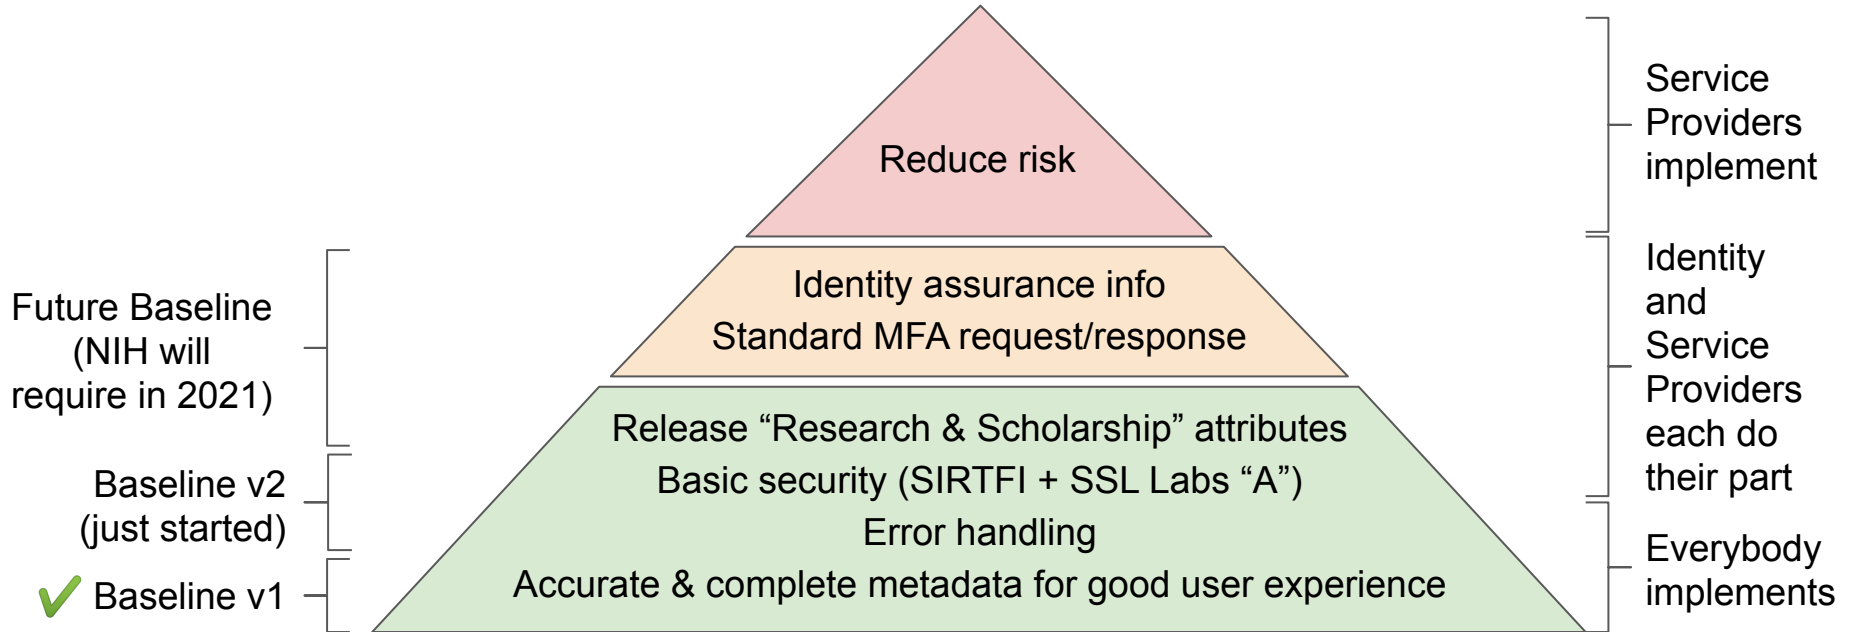 Reduce risk
Identity assurance info
Standard MFA request/response
Release “Research & Scholarship” attributes
Basic security (SIRTFI + SSL Labs “A”)
Error handling
Accurate & complete metadata for good user experience
Future Baseline
(NIH will
require in 2021)
Baseline v2
(just started)
Baseline v1
Service
Providers
implement
Identity
and
Service
Providers
each do
their part
Everybody
implements